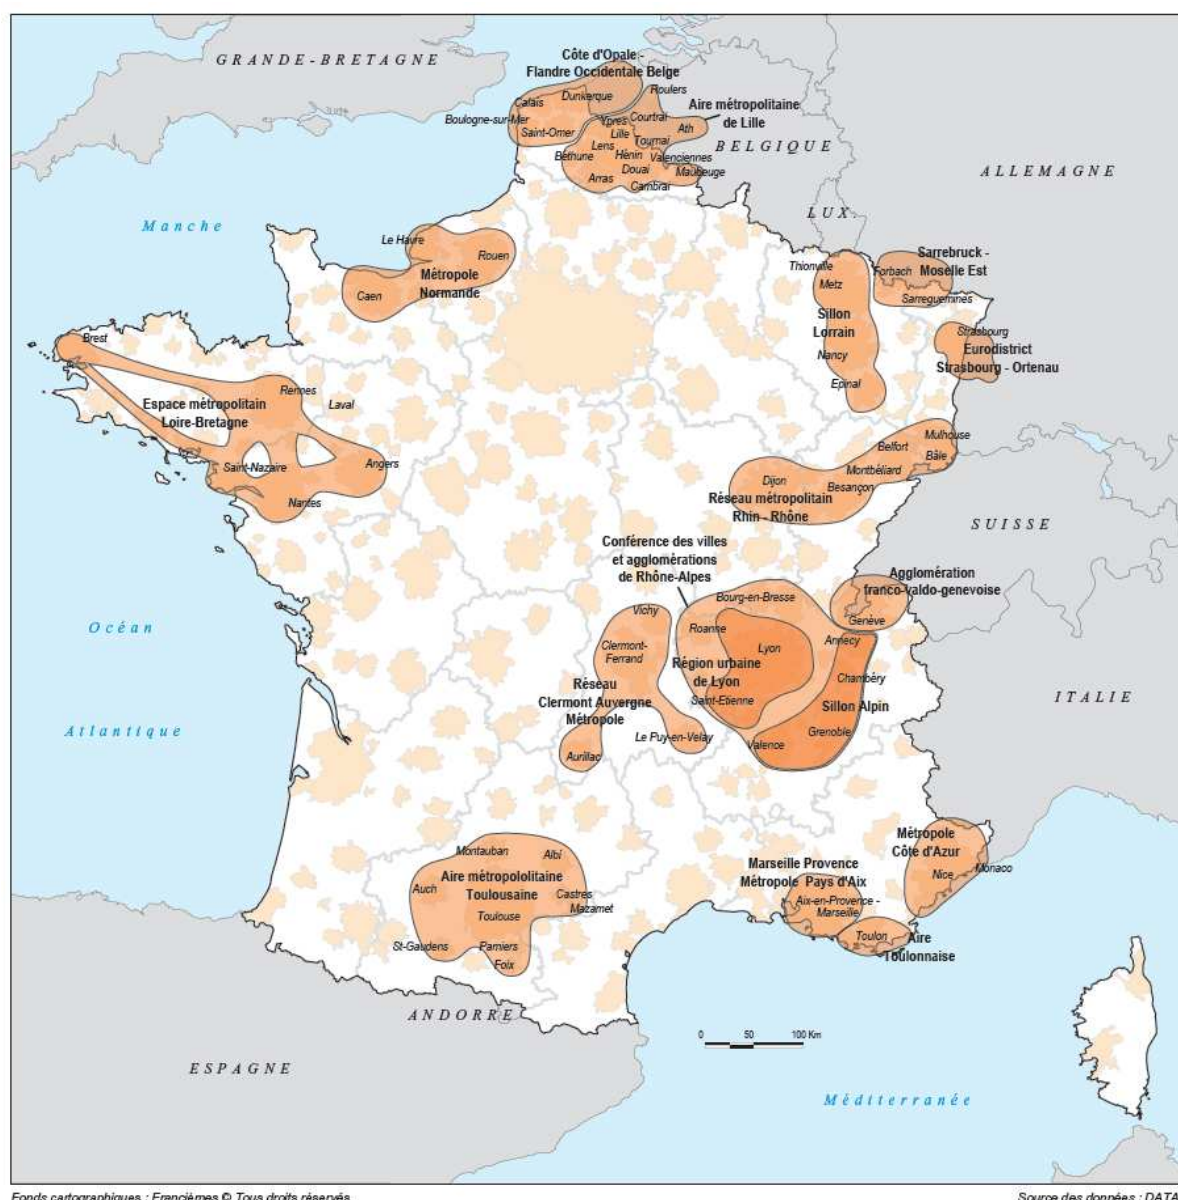 GRANDE-BRETAGNE
Côte d'Opale -
Flandre Occidentale Belge
Calais
Dunkerque
Roulers
Boulogne-sur-Mer
Saint-Omer
Ypres
Courtrai
Aire métropolitaine
de Lille
Lille
Ath
Lens
Tournai
Béthune
Hénin
Valenciennes
Douai
Maubeuge
Arras
Cambrai
BELGIQUE
ALLEMAGNE
LUX.
Manche
Le Havre
Rouen
Métropole
Normande
Caen
Thionville
Metz
Sillon
Lorrain
Nancy
Epinal
Sarrebruck -
Moselle Est
Forbach
Sarreguemines
Strasbourg
Eurodistrict
Strasbourg - Ortenau
Brest
Rennes
Laval
Espace métropolitain
Loire-Bretagne
Saint-Nazaire
Angers
Nantes
Mulhouse
Belfort
Bâle
Montbéliard
Dijon
Besançon
Réseau métropolitain
Rhin - Rhône
SUISSE
Conférence des villes
et agglomérations
de Rhône-Alpes
Agglomération
franco-valdo-genevoise
Genève
Bourg-en-Bresse
Vichy
Roanne
Annecy
Clermont-
Ferrand
Lyon
Région urbaine
de Lyon
Chambéry
Saint-Etienne
Sillon Alpin
Réseau
Clermont Auvergne
Métropole
Grenoble
Le Puy-en-Velay
Valence
Aurillac
ITALIE
Océan
Atlantique
Montauban
Albi
Aire métropololitaine
Toulousaine
Auch
Castres
Mazamet
Toulouse
St-Gaudens
Pamiers
Foix
Métropole
Côte d'Azur
Nice
Monaco
Marseille Provence
Métropole Pays d'Aix
Aix-en-Provence -
Marseille
Toulon
Aire
Toulonnaise
ANDORRE
ESPAGNE
0 50 100 Km
Méditerranée
Fonds cartographiques : Francièmes © Tous droits réservés
Source des données : DATA